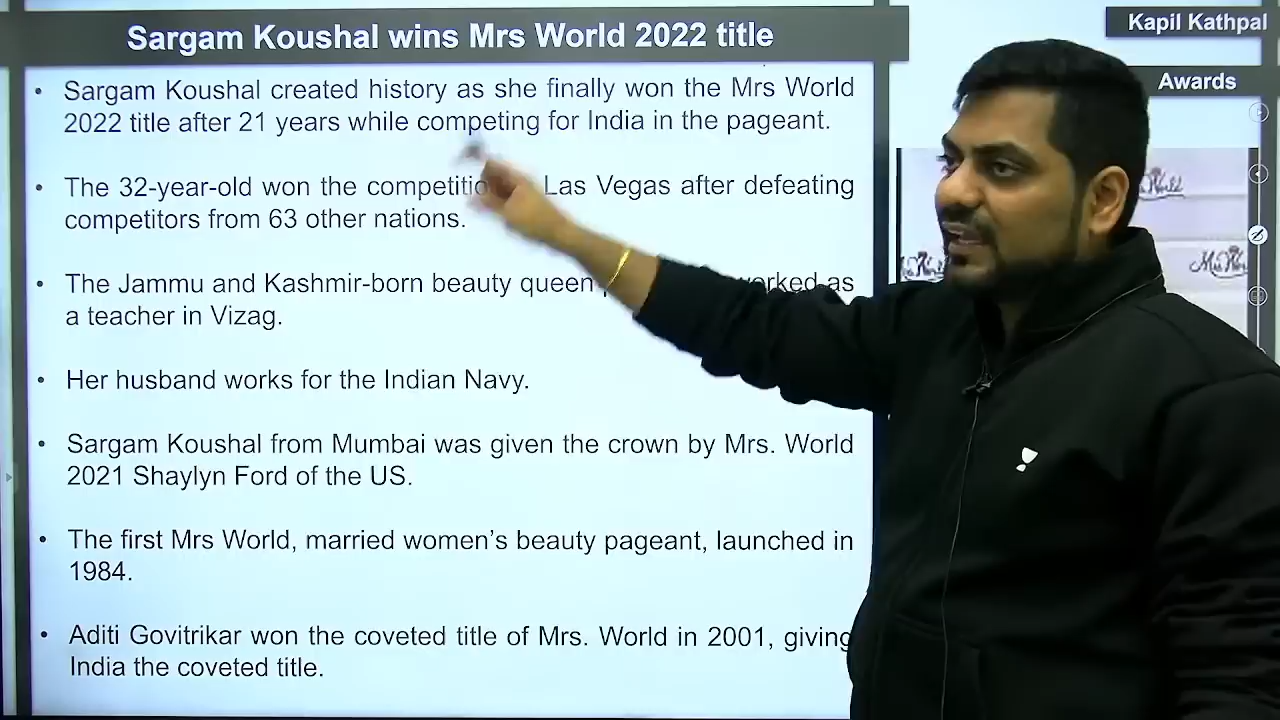 Sargam Koushal wins Mrs World 2022 title
Kapil Kathpal
Awards
• Sargam Koushal created history as she finally won the Mrs World
2022 title after 21 years while competing for India in the pageant.
• The 32-year-old won the Las Vegas after defeating
competitors from 63 other nations.
• The Jammu and Kashmir-born beauty queen as
a teacher in Vizag.
• Her husband works for the Indian Navy.
• Sargam Koushal from Mumbai was given the crown by Mrs. World
2021 Shaylyn Ford of the US.
• The first Mrs World, married women’s beauty pageant, launched in
1984.
• Aditi Govitrikar won the coveted title of Mrs. World in 2001, giving
India the coveted title.